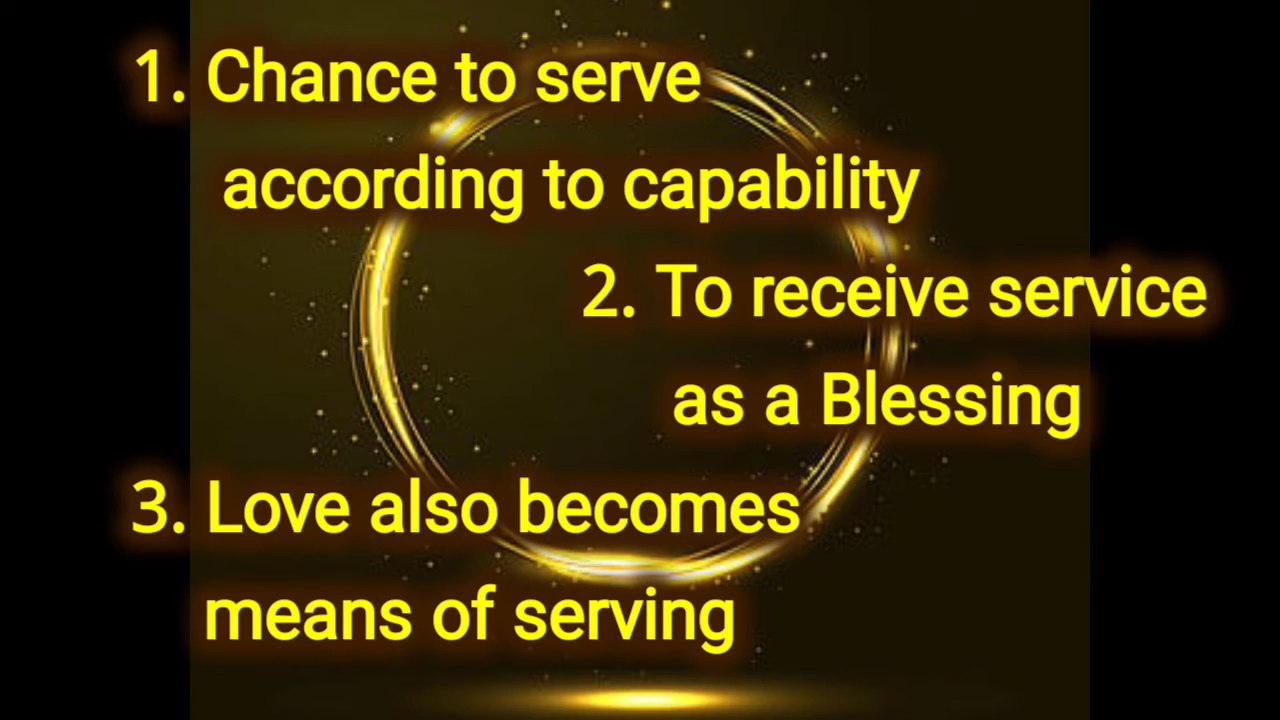 1. Chance to serve
according to capability
2. To receive service
as a Blessing
3. Love also becomes
means of serving